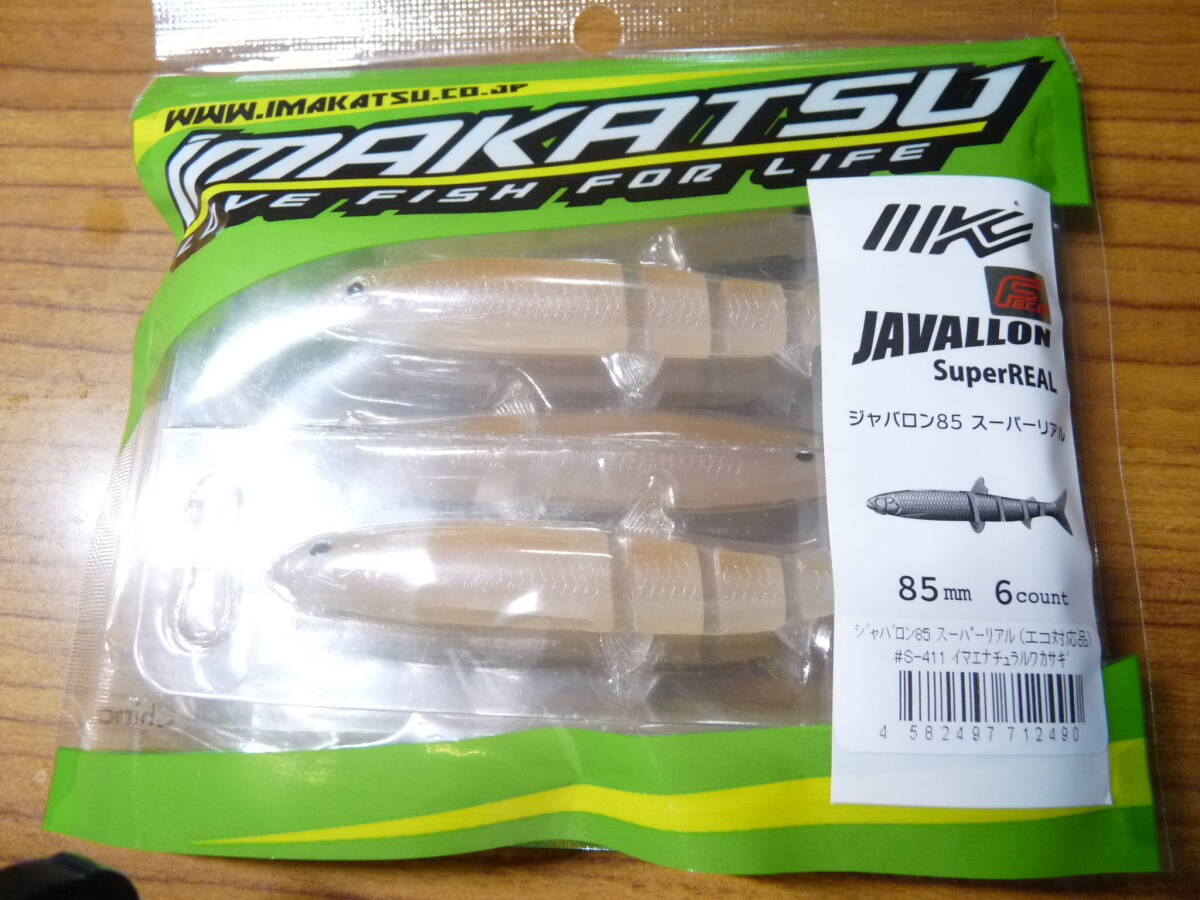 WWW.IMAKATSU.CO.JP
IMAKATSU
VE FISH FOR LIFE
IK
JAVALLON
SuperREAL
ジャバロン85 スーパーリアル
85mm 6count
ジャバロン85 スーパーリアル(エコ対応品)
#S-411 イマエナチュラルワカサギ
4 582497 712490